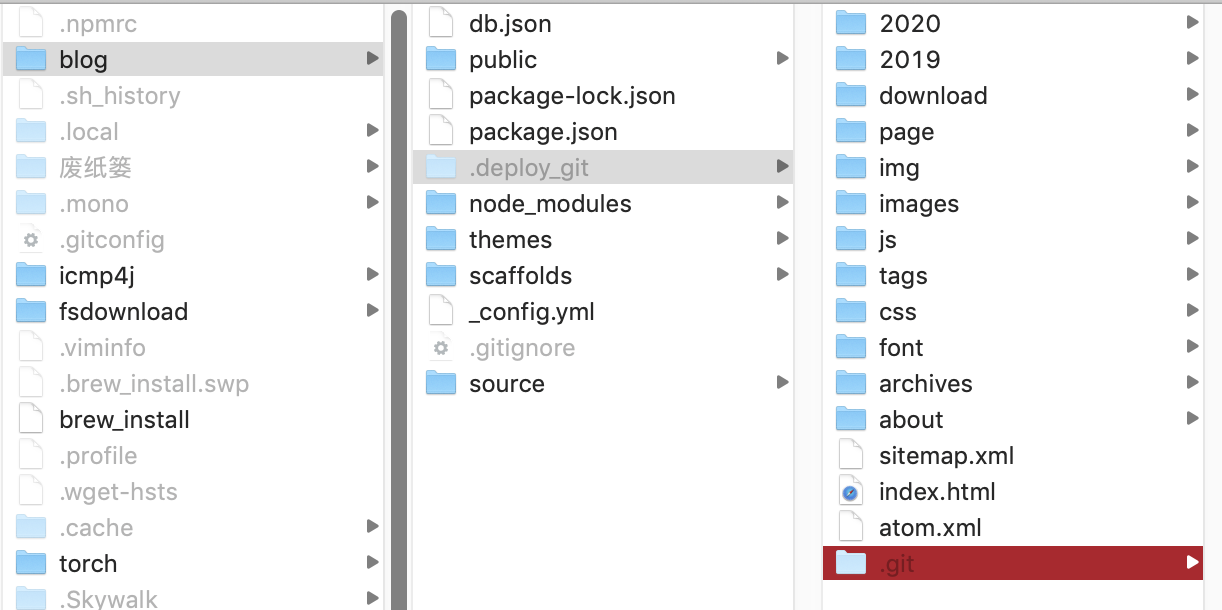 .npmrc
blog
.sh_history
.local
废纸篓
.mono
.gitconfig
icmp4j
fsdownload
.viminfo
.brew_install.swp
brew_install
.profile
.wget-hsts
.cache
torch
.Skywalk
db.json
public
package-lock.json
package.json
.deploy_git
node_modules
themes
scaffolds
_config.yml
.gitignore
source
2020
2019
download
page
img
images
js
tags
css
font
archives
about
sitemap.xml
index.html
atom.xml
.git